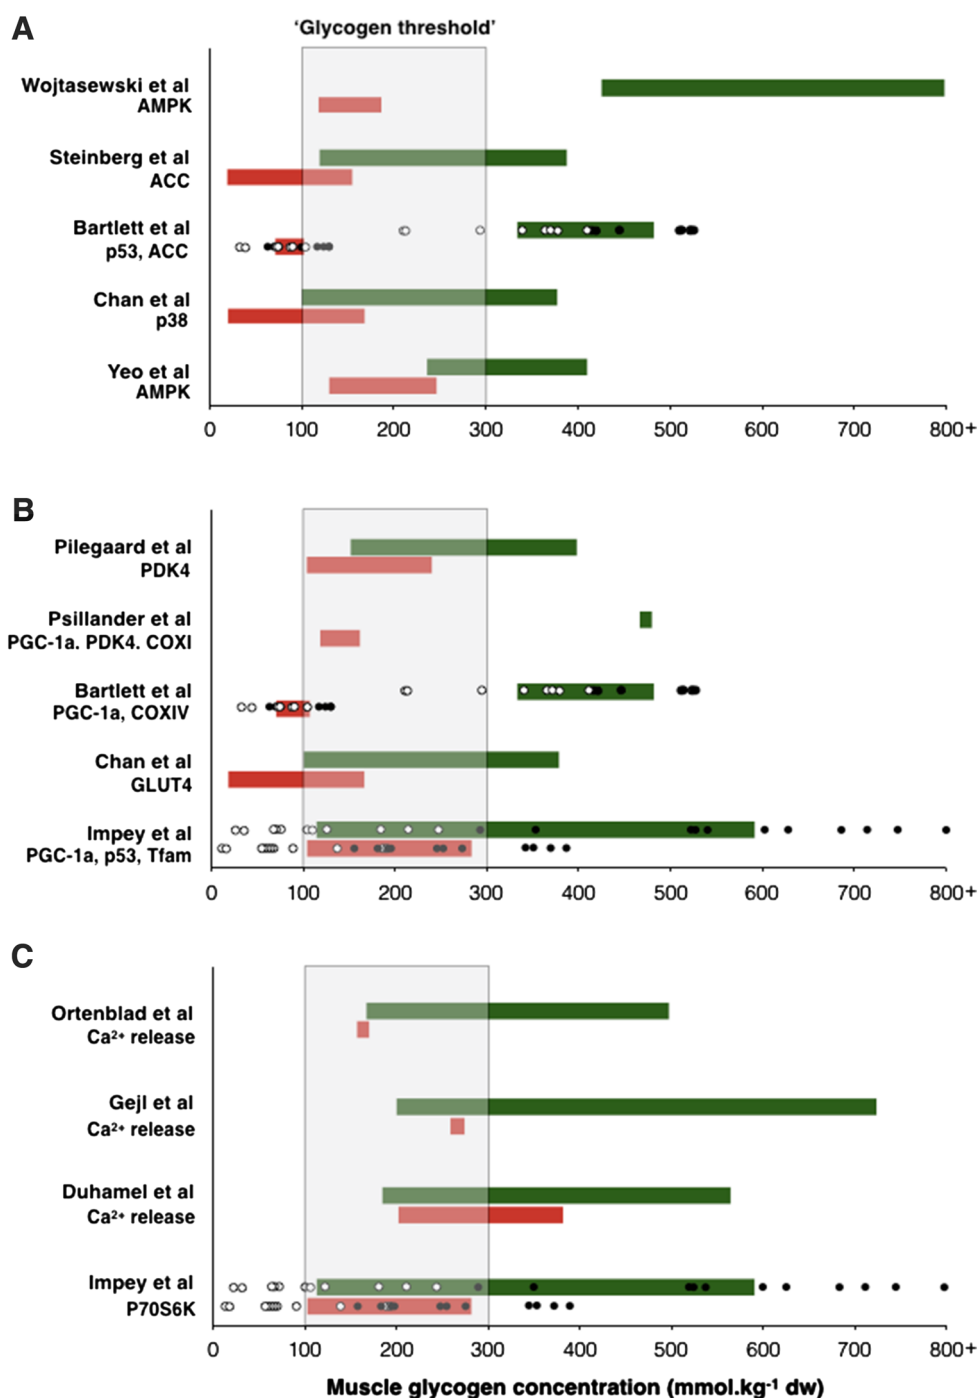 A
‘Glycogen threshold’
Wojtasewski et al
AMPK
Steinberg et al
ACC
Bartlett et al
p53, ACC
Chan et al
p38
Yeo et al
AMPK
0 100 200 300 400 500 600 700 800+
B
Pilegaard et al
PDK4
Psillander et al
PGC-1a. PDK4. COXI
Bartlett et al
PGC-1a, COXIV
Chan et al
GLUT4
Impey et al
PGC-1a, p53, Tfam
0 100 200 300 400 500 600 700 800+
C
Ortenblad et al
Ca²⁺ release
Gejl et al
Ca²⁺ release
Duhamel et al
Ca²⁺ release
Impey et al
P70S6K
0 100 200 300 400 500 600 700 800+
Muscle glycogen concentration (mmol.kg⁻¹ dw)